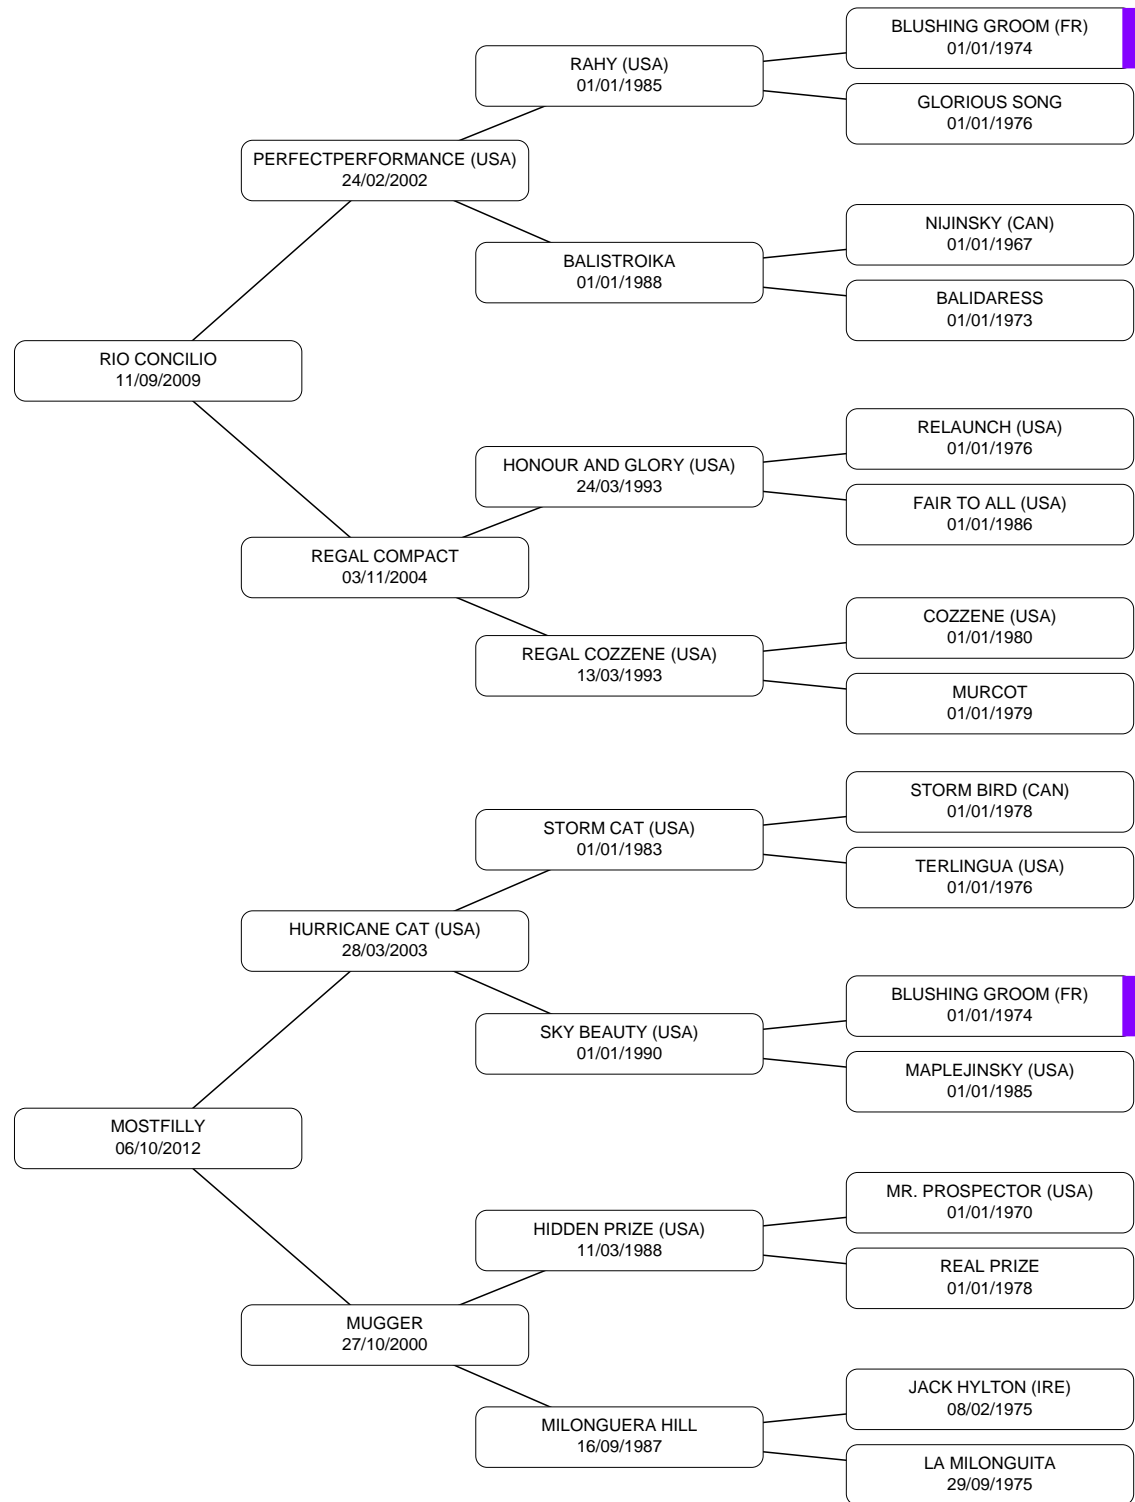 BLUSHING GROOM (FR)
01/01/1974
RAHY (USA)
01/01/1985
GLORIOUS SONG
01/01/1976
PERFECTPERFORMANCE (USA)
24/02/2002
NIJINSKY (CAN)
01/01/1967
BALISTROIKA
01/01/1988
BALIDARESS
01/01/1973
RIO CONCILIO
11/09/2009
RELAUNCH (USA)
01/01/1976
HONOUR AND GLORY (USA)
24/03/1993
FAIR TO ALL (USA)
01/01/1986
REGAL COMPACT
03/11/2004
COZZENE (USA)
01/01/1980
REGAL COZZENE (USA)
13/03/1993
MURCOT
01/01/1979
STORM BIRD (CAN)
01/01/1978
STORM CAT (USA)
01/01/1983
TERLINGUA (USA)
01/01/1976
HURRICANE CAT (USA)
28/03/2003
BLUSHING GROOM (FR)
01/01/1974
SKY BEAUTY (USA)
01/01/1990
MAPLEJINSKY (USA)
01/01/1985
MOSTFILLY
06/10/2012
MR. PROSPECTOR (USA)
01/01/1970
HIDDEN PRIZE (USA)
11/03/1988
REAL PRIZE
01/01/1978
MUGGER
27/10/2000
JACK HYLTON (IRE)
08/02/1975
MILONGUERA HILL
16/09/1987
LA MILONGUITA
29/09/1975